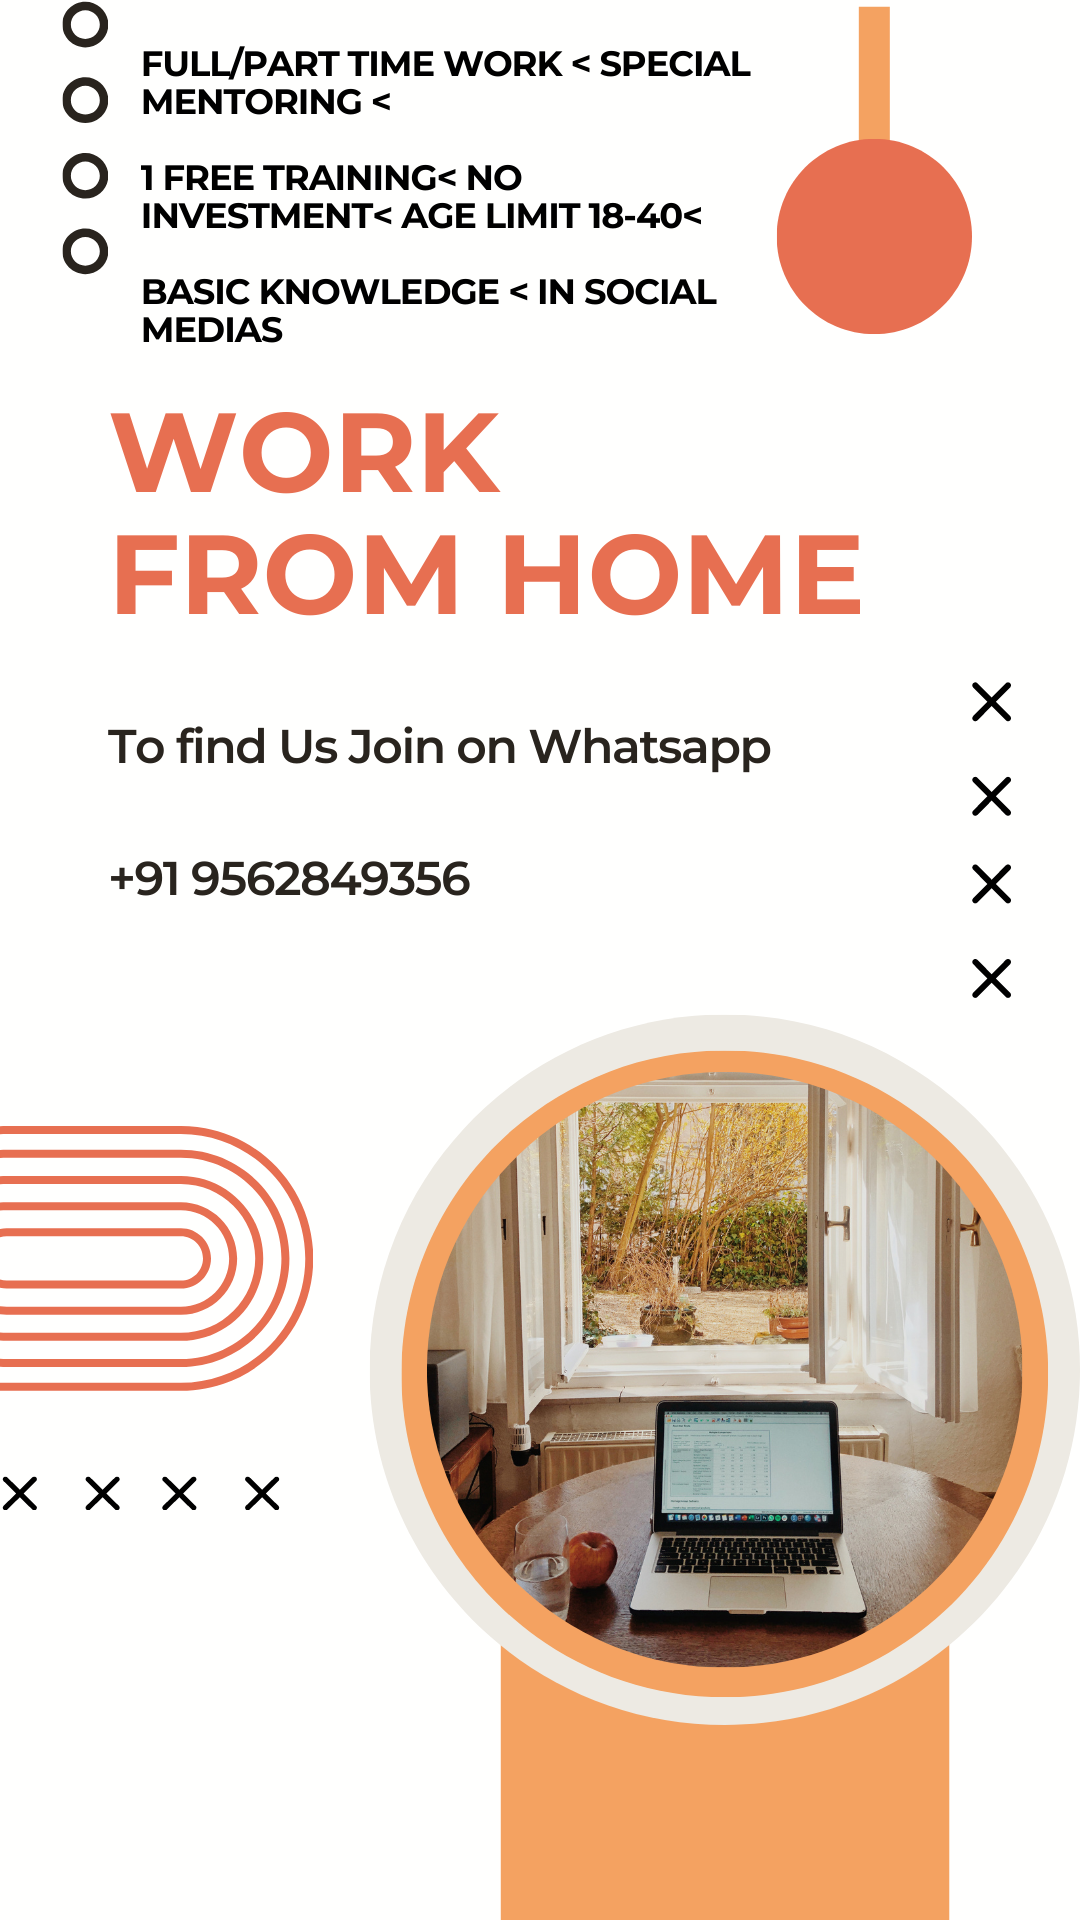 FULL/PART TIME WORK < SPECIAL
MENTORING <
1 FREE TRAINING< NO
INVESTMENT< AGE LIMIT 18-40<
BASIC KNOWLEDGE < IN SOCIAL
MEDIAS
WORK
FROM HOME
To find Us Join on Whatsapp
+91 9562849356